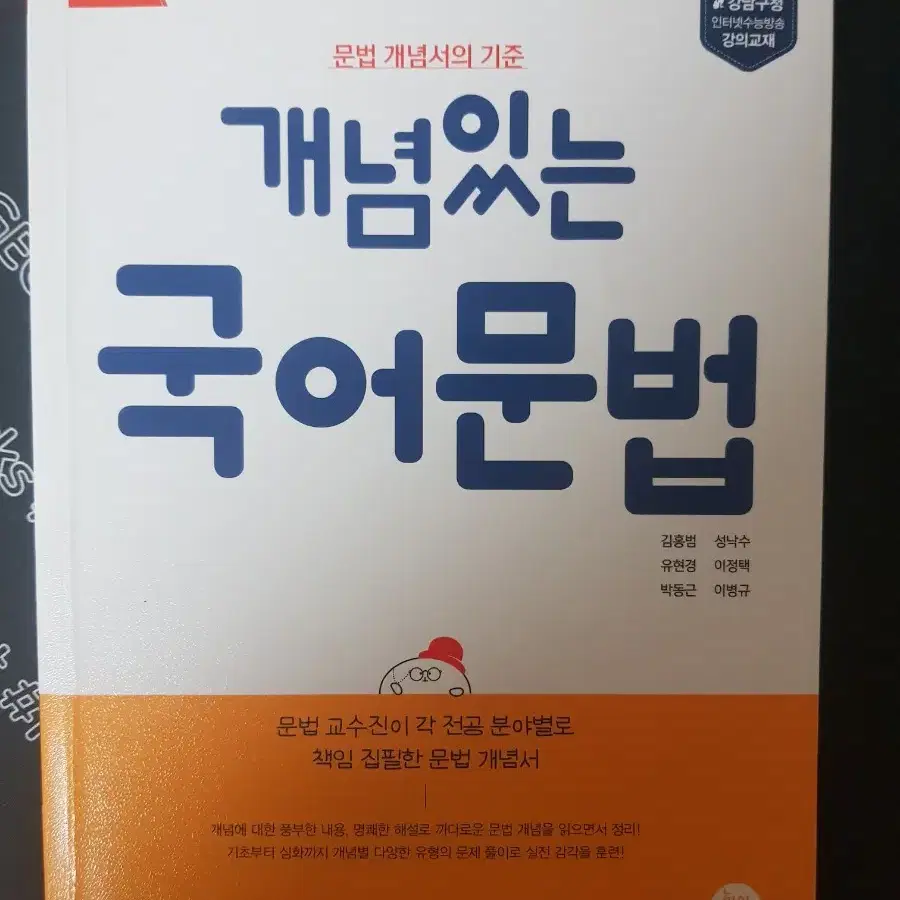 강남구청
인터넷수능방송
강의교재
문법 개념서의 기준
개념있는
국어문법
김홍범 성낙수
유현경 이정택
박동근 이병규
문법 교수진이 각 전공 분야별로
책임 집필한 문법 개념서
개념에 대한 풍부한 내용, 명쾌한 해설로 까다로운 문법 개념을 읽으면서 정리!
기초부터 심화까지 개념별 다양한 유형의 문제 풀이로 실전 감각을 훈련!